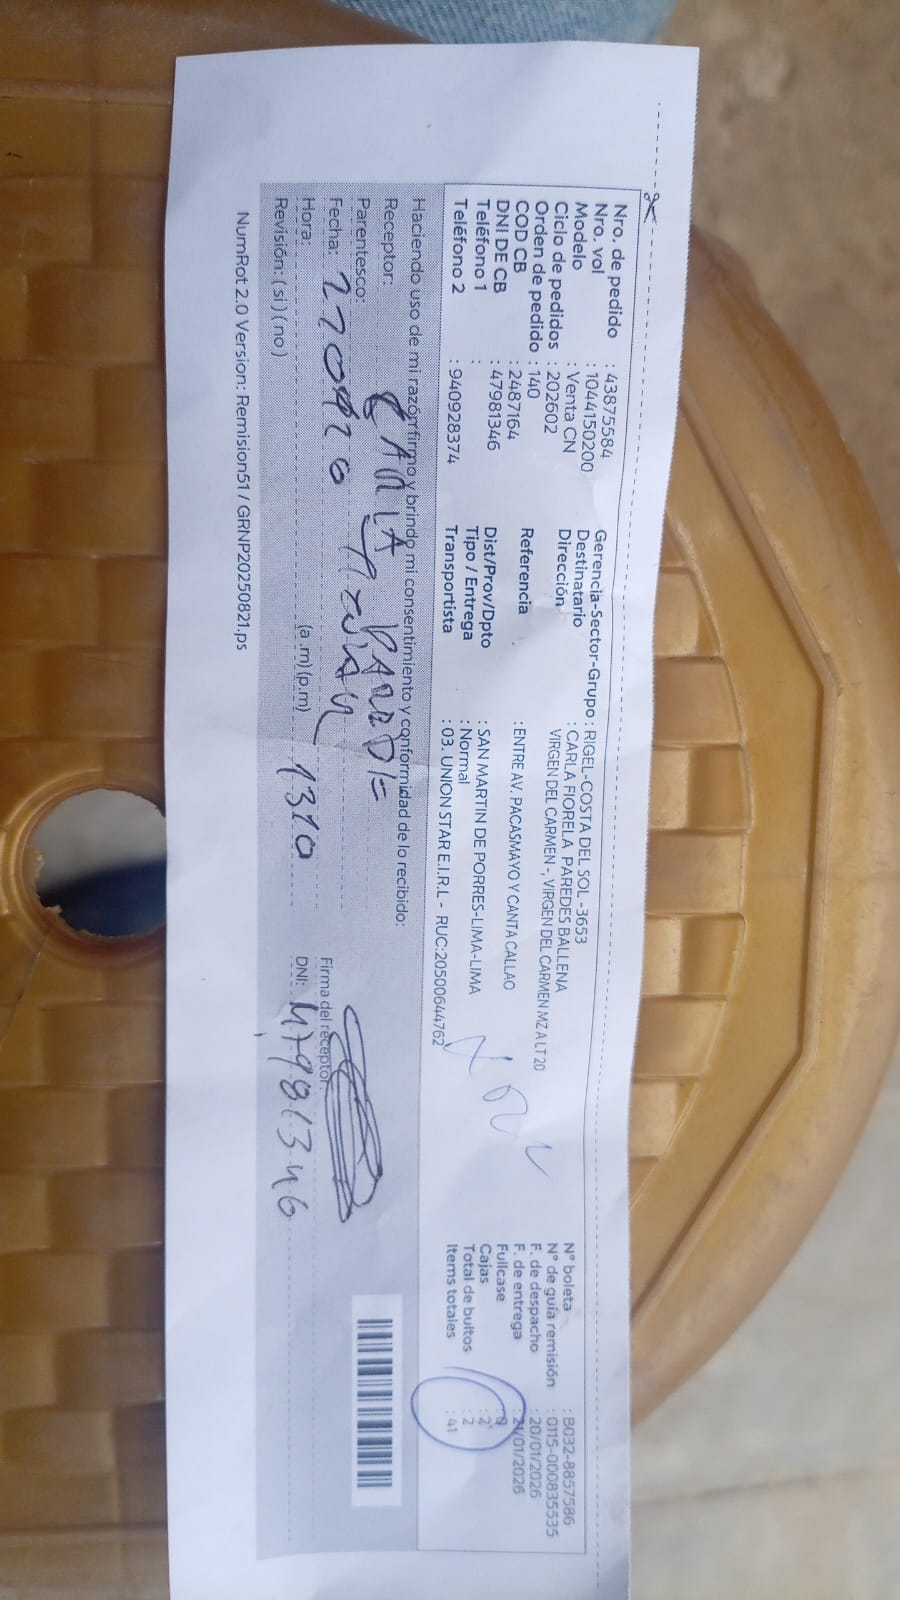 Nro. de pedido : 43875584
Nro. vol : 1044150200
Modelo : Venta CN
Ciclo de pedidos : 202602
Orden de pedido : 140
COD CB : 2487164
DNI DE CB : 47981346
Teléfono 1 :
Teléfono 2 : 940928374
Gerencia-Sector-Grupo : RIGEL-COSTA DEL SOL -3653
Destinatario : CARLA FIORELA PAREDES BALLENA
Dirección VIRGEN DEL CARMEN -, VIRGEN DEL CARMEN MZ A LT 20
Referencia : ENTRE AV. PACASMAYO Y CANTA CALLAO
Dist/Prov/Dpto : SAN MARTIN DE PORRES-LIMA-LIMA
Tipo / Entrega : Normal
Transportista : 03. UNION STAR E.I.R.L - RUC:20500644762
N° boleta : B032-8857586
N° de guía remisión : 0115-000835535
F. de despacho : 20/01/2026
F. de entrega : 21/01/2026
Fullcase : 0
Cajas : 2
Total de bultos : 2
Items totales : 41
Haciendo uso de mi razón firmo y brindo mi consentimiento y conformidad de lo recibido:
Receptor: CARLA
Parentesco:
Fecha:
Hora: (a .m) (p.m) 1310
Firma del receptor:
DNI: 47981346
Revisión: ( si ) ( no )
NumRot 2.0 Version: Remision51 / GRNP20250821.ps